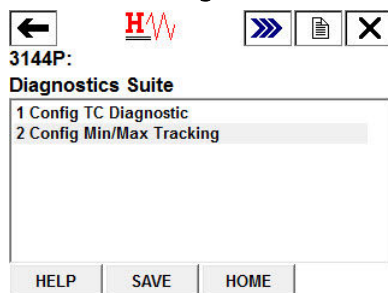 H
3144P:
Diagnostics Suite
1 Config TC Diagnostic
2 Config Min/Max Tracking
HELP SAVE HOME